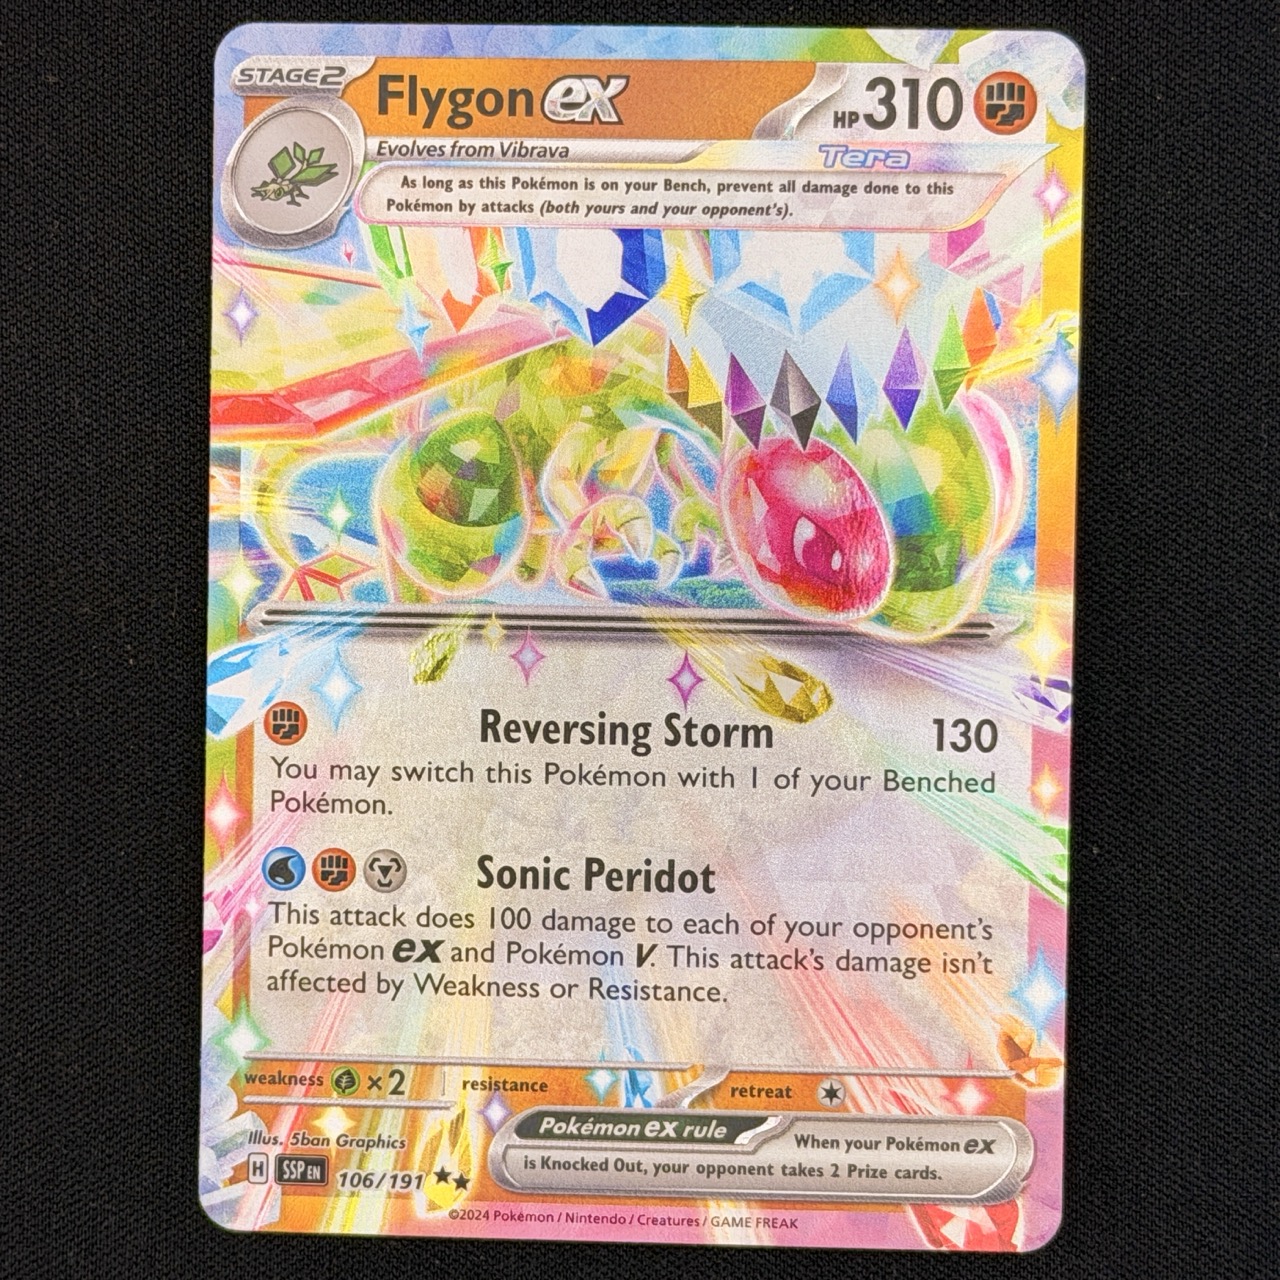 STAGE2
Flygon ex
HP 310
Evolves from Vibrava
Tera
As long as this Pokémon is on your Bench, prevent all damage done to this
Pokémon by attacks (both yours and your opponent's).
Reversing Storm 130
You may switch this Pokémon with 1 of your Benched
Pokémon.
Sonic Peridot
This attack does 100 damage to each of your opponent's
Pokémon ex and Pokémon V. This attack's damage isn't
affected by Weakness or Resistance.
weakness ×2 resistance retreat
Illus. 5ban Graphics
Pokémon ex rule
When your Pokémon ex
is Knocked Out, your opponent takes 2 Prize cards.
H SSP EN 106/191 ★★
©2024 Pokémon / Nintendo / Creatures / GAME FREAK